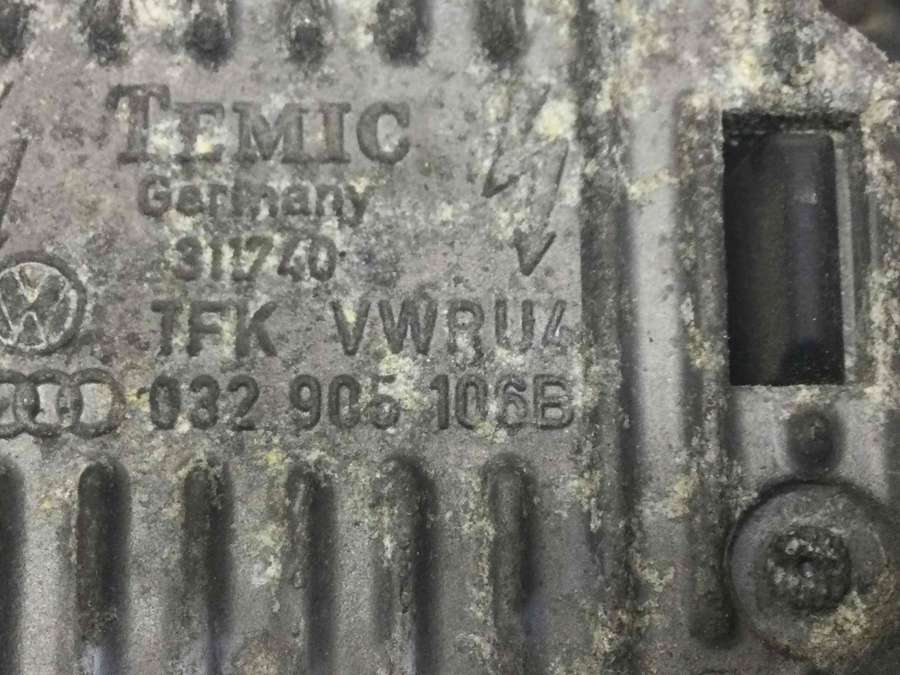 TEMIC
Germany
311740
TFK VWRU4
032 905 106B